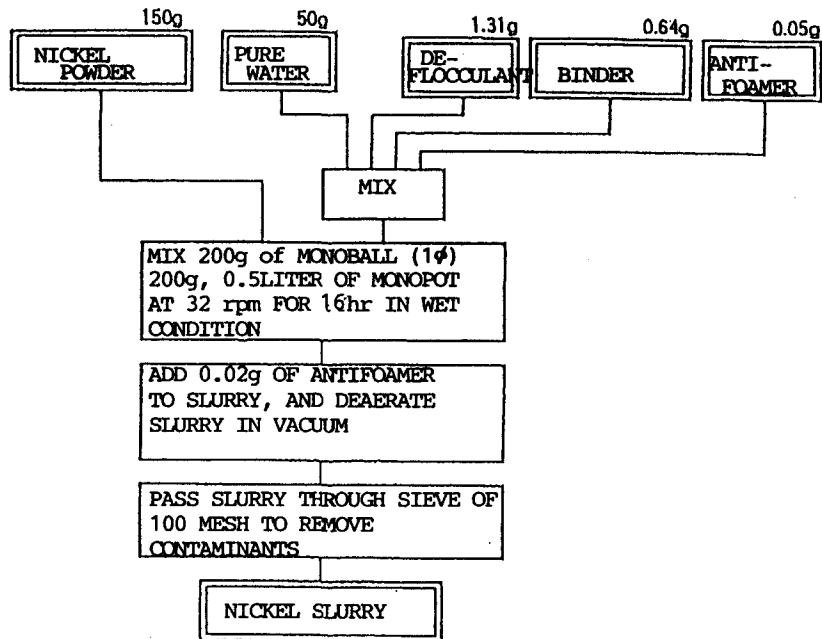 150g
50g
1.31g
0.64g
0.05g
NICKEL
POWDER
PURE
WATER
DE-
FLOCCULANT
BINDER
ANTI-
FOAMER
MIX
MIX 200g of MONOBALL (1ϕ)
200g, 0.5LITER OF MONOPOT
AT 32 rpm FOR 16hr IN WET
CONDITION
ADD 0.02g OF ANTIFOAMER
TO SLURRY, AND DEAERATE
SLURRY IN VACUUM
PASS SLURRY THROUGH SIEVE OF
100 MESH TO REMOVE
CONTAMINANTS
NICKEL SLURRY